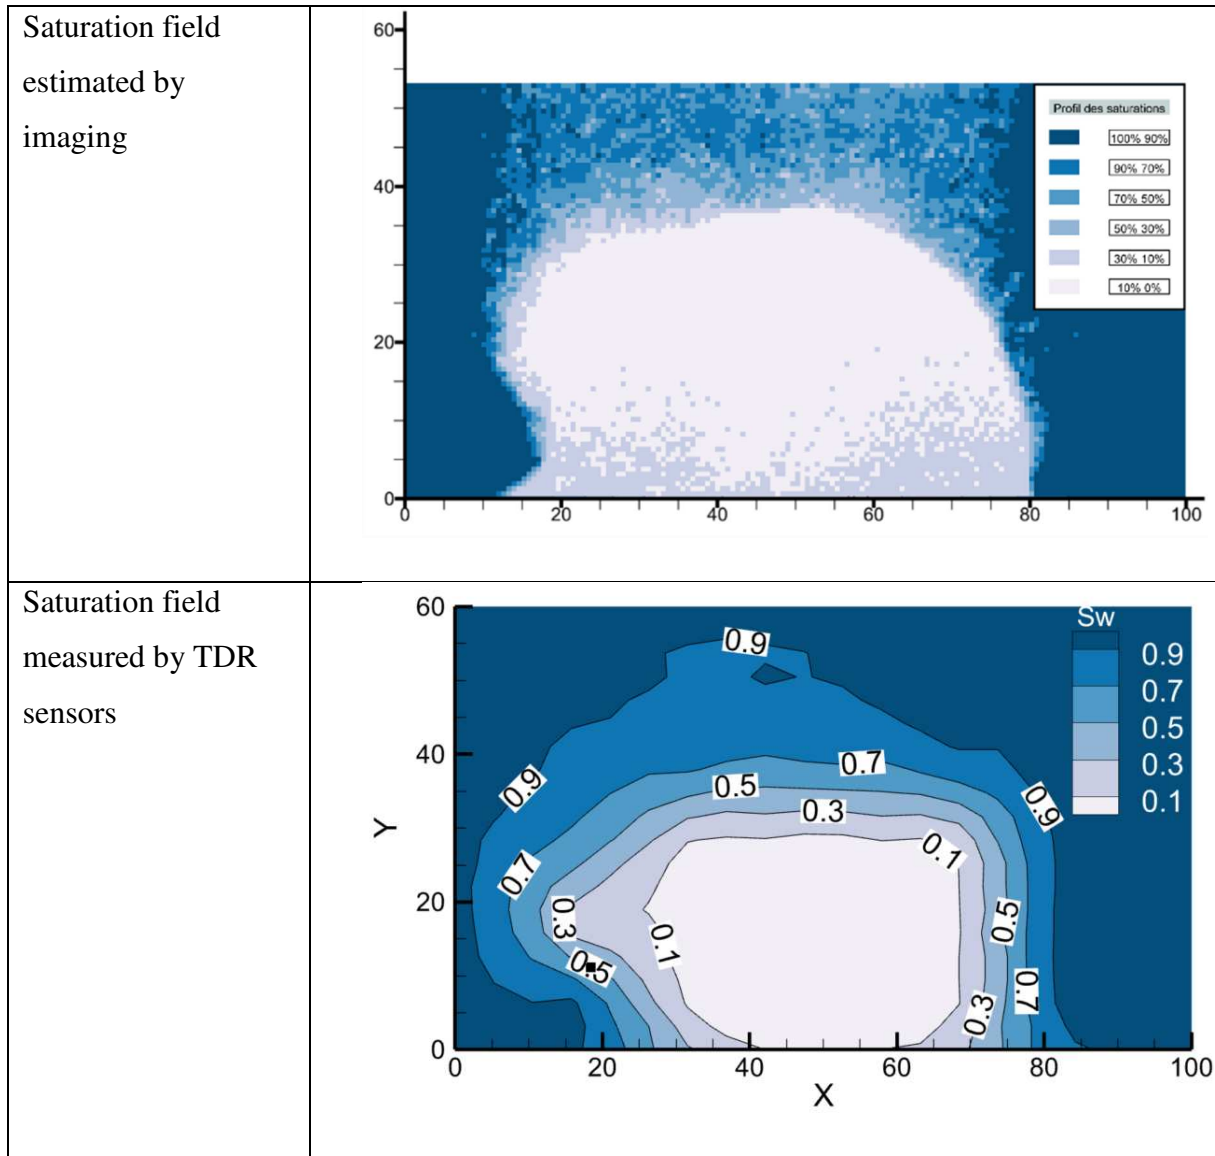 Saturation field
estimated by
imaging
60
40
20
0
0 20 40 60 80 100
Profil des saturations
100% 90%
90% 70%
70% 50%
50% 30%
30% 10%
10% 0%
Saturation field
measured by TDR
sensors
60
40
20
0
Y
0 20 40 60 80 100
X
Sw
0.9
0.7
0.5
0.3
0.1
0.9
0.9
0.7
0.9
0.5
0.3
0.7
0.1
0.3
0.5
0.1
0.5
0.7
0.3